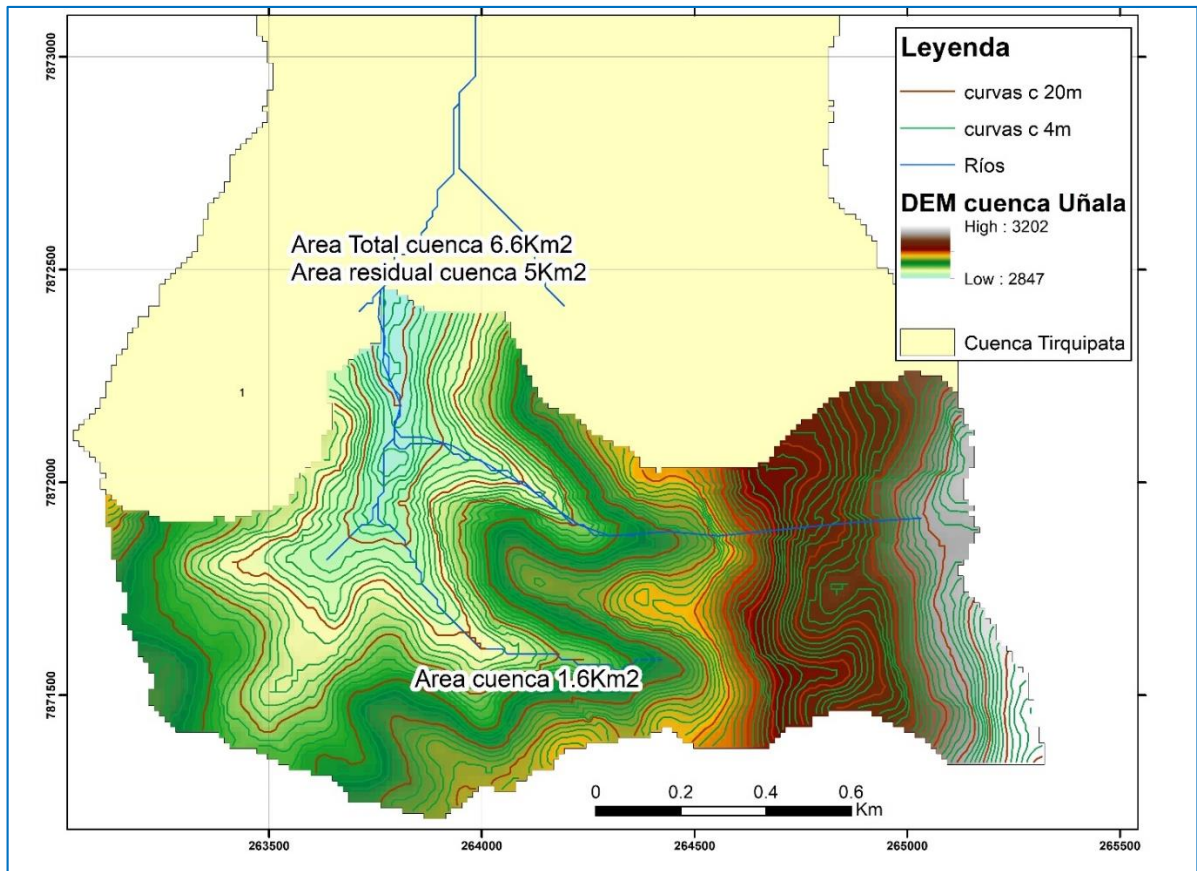 7873000
7872500
7872000
7871500
Area Total cuenca 6.6Km2
Area residual cuenca 5Km2
1
Area cuenca 1.6Km2
Leyenda
curvas c 20m
curvas c 4m
Ríos
DEM cuenca Uñala
High : 3202
Low : 2847
Cuenca Tirquipata
0 0.2 0.4 0.6
Km
263500 264000 264500 265000 265500